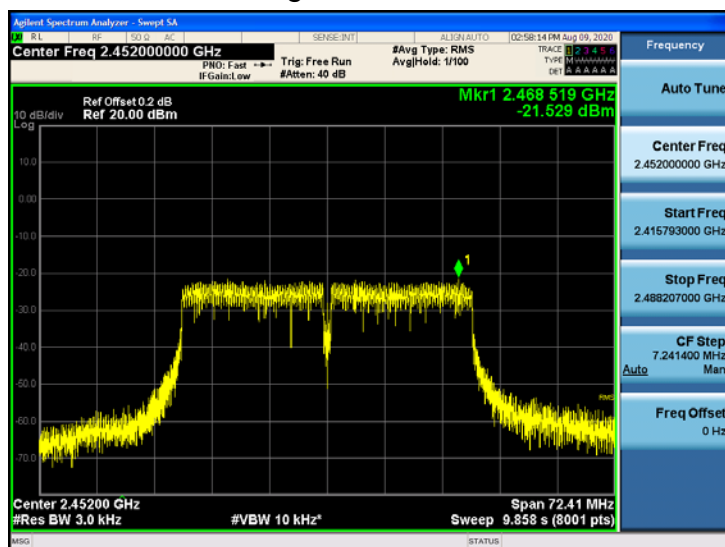 Agilent Spectrum Analyzer - Swept SA
RL RF 50 Ω AC SENSE:INT ALIGN AUTO 02:58:14 PM Aug 09, 2020
Center Freq 2.452000000 GHz
PNO: Fast
IFGain:Low
Trig: Free Run
#Atten: 40 dB
#Avg Type: RMS
Avg|Hold: 1/100
TRACE 1 2 3 4 5 6
TYPE M W W W W W
DET A A A A A A
Ref Offset 0.2 dB
10 dB/div Ref 20.00 dBm
Log
Mkr1 2.468 519 GHz
-21.529 dBm
10.0
0.00
-10.0
-20.0
-30.0
-40.0
-50.0
-60.0
-70.0
1
RMS
Center 2.45200 GHz
Span 72.41 MHz
#Res BW 3.0 kHz
#VBW 10 kHz*
Sweep 9.858 s (8001 pts)
MSG
STATUS
Frequency
Auto Tune
Center Freq
2.452000000 GHz
Start Freq
2.415793000 GHz
Stop Freq
2.488207000 GHz
CF Step
7.241400 MHz
Auto Man
Freq Offset
0 Hz